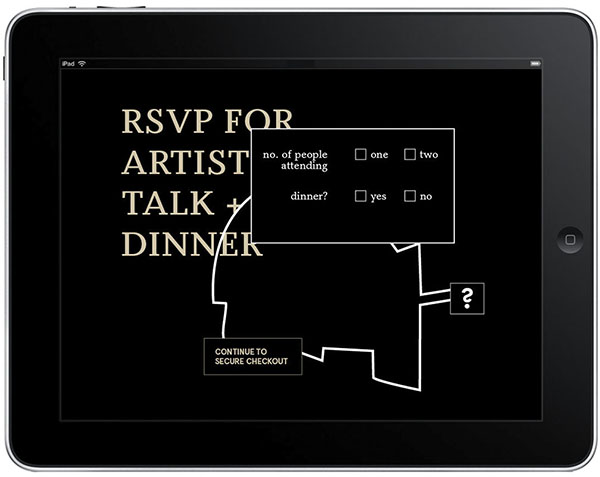 iPad
RSVP FOR
ARTIST
TALK +
DINNER
no. of people
attending
one
two
dinner?
yes
no
?
CONTINUE TO
SECURE CHECKOUT